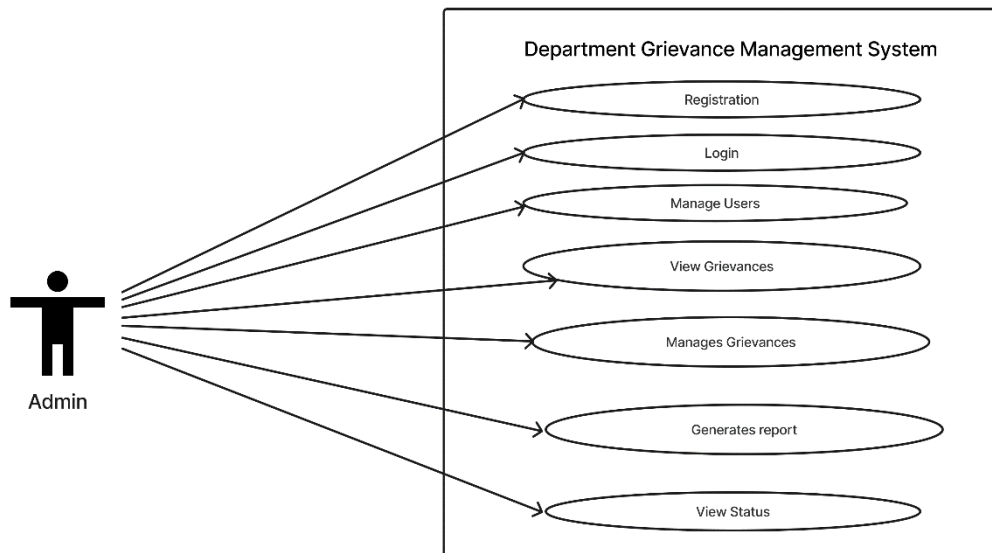 Department Grievance Management System
Registration
Login
Manage Users
View Grievances
Manages Grievances
Generates report
View Status
Admin